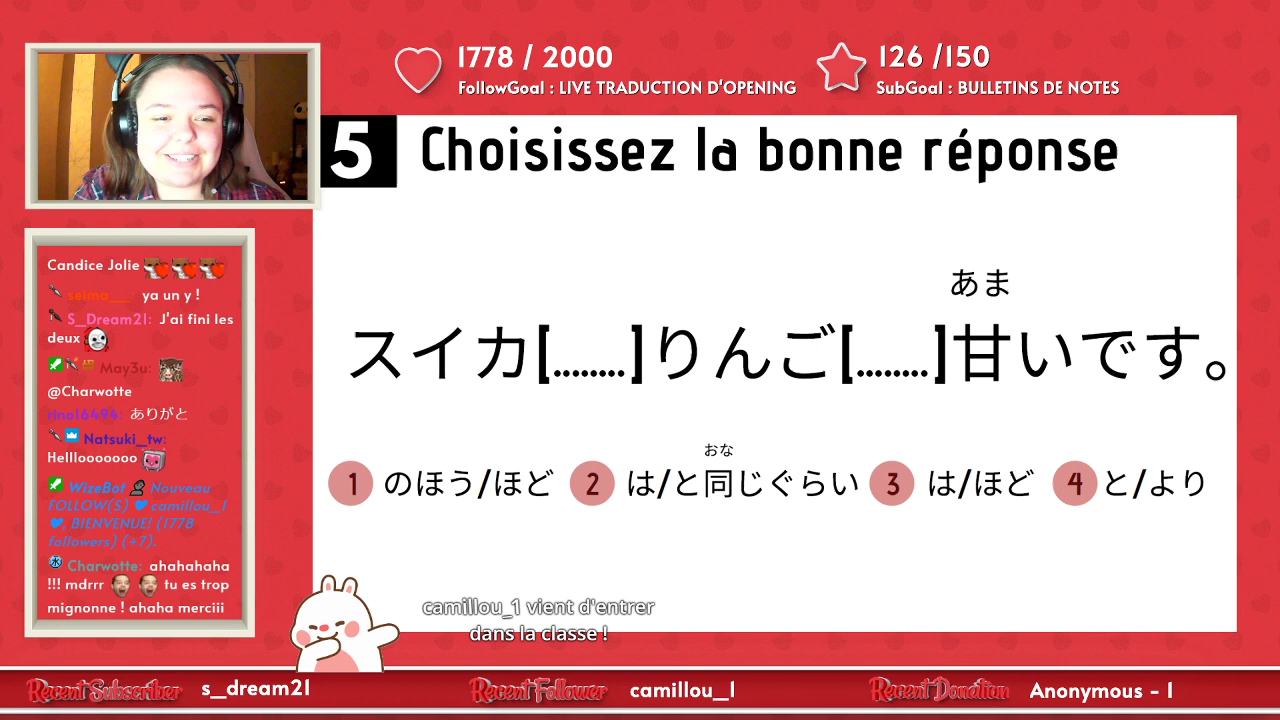 1778 / 2000
FollowGoal : LIVE TRADUCTION D'OPENING
126 /150
SubGoal : BULLETINS DE NOTES
5 Choisissez la bonne réponse
あま
スイカ[........]りんご[........]甘いです。
おな
1 のほう/ほど 2 は/と同じぐらい 3 は/ほど 4 と/より
Candice Jolie
seima___: ya un y !
S_Dream21: J'ai fini les
deux
May3u:
@Charwotte
rina16494: ありがと
Natsuki_tw:
Helllooooooo
WizeBot Nouveau
FOLLOW(S) camillou_1
, BIENVENUE! (1778
followers) (+7).
Charwotte: ahahahaha
!!! mdrrr tu es trop
mignonne ! ahaha merciii
camillou_1 vient d'entrer
dans la classe !
Recent Subscriber s_dream21
Recent Follower camillou_1
Recent Donation Anonymous - 1